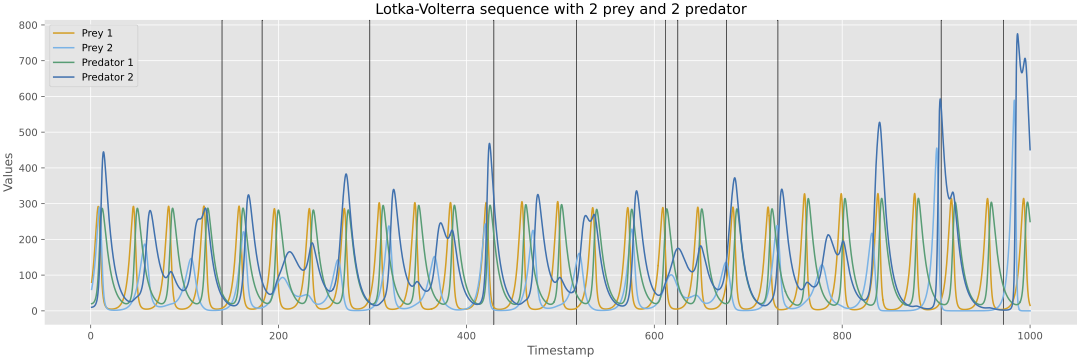 Lotka-Volterra sequence with 2 prey and 2 predator
800
700
600
500
400
300
200
100
0
Values
Prey 1
Prey 2
Predator 1
Predator 2
0 200 400 600 800 1000
Timestamp